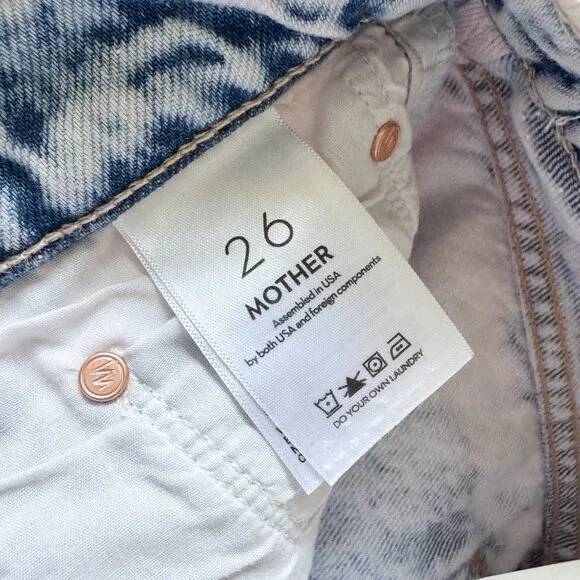 26
MOTHER
Assembled in USA
by both USA and foreign components
DO YOUR OWN LAUNDRY